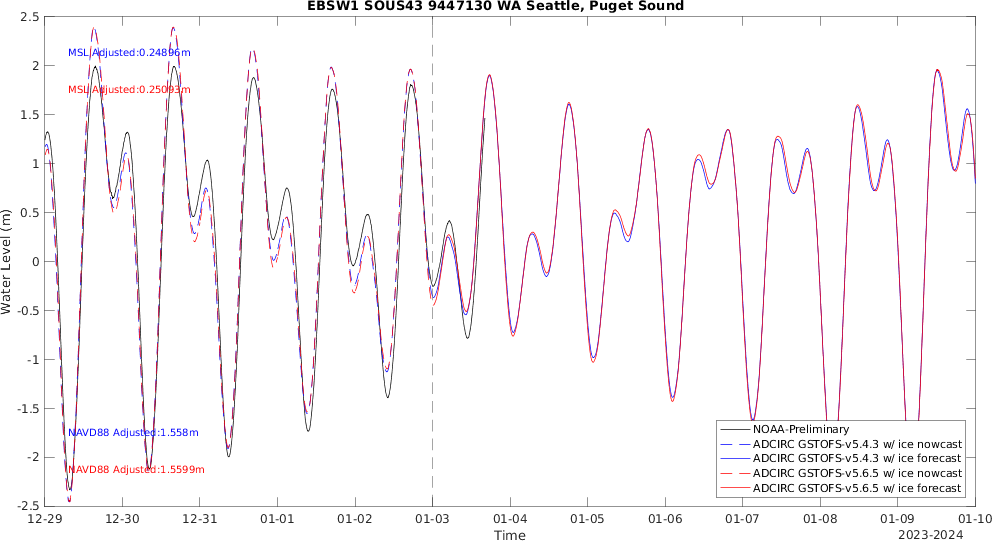 EBSW1 SOUS43 9447130 WA Seattle, Puget Sound
2.5
2
1.5
1
0.5
0
-0.5
-1
-1.5
-2
-2.5
Water Level (m)
MSL Adjusted:0.24896m
MSL Adjusted:0.25093m
NAVD88 Adjusted:1.558m
NAVD88 Adjusted:1.5599m
NOAA-Preliminary
ADCIRC GSTOFS-v5.4.3 w/ ice nowcast
ADCIRC GSTOFS-v5.4.3 w/ ice forecast
ADCIRC GSTOFS-v5.6.5 w/ ice nowcast
ADCIRC GSTOFS-v5.6.5 w/ ice forecast
12-29 12-30 12-31 01-01 01-02 01-03 01-04 01-05 01-06 01-07 01-08 01-09 01-10
Time
2023-2024